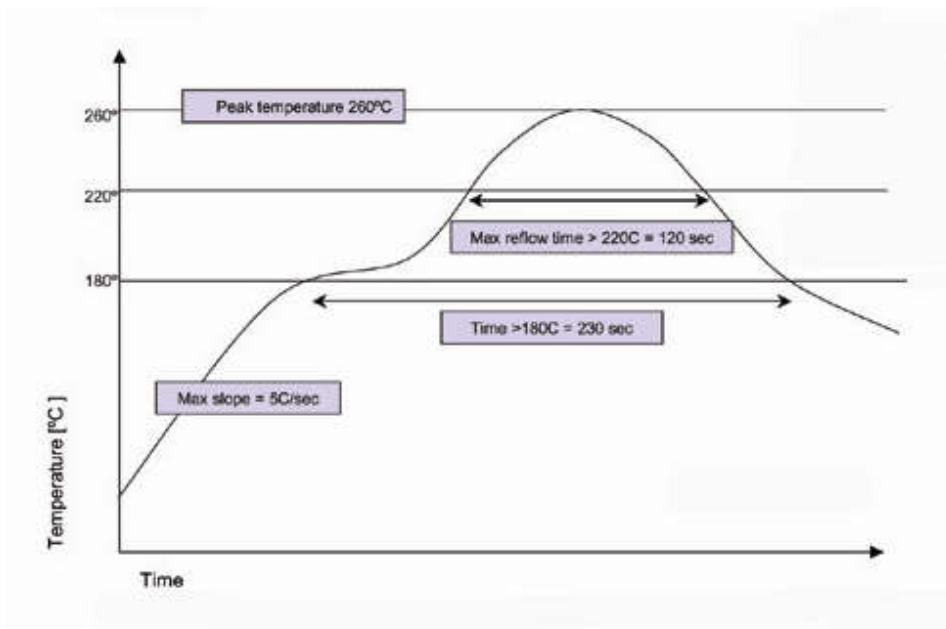 Peak temperature 260ºC
260º
220º
Max reflow time > 220C = 120 sec
180º
Time >180C = 230 sec
Max slope = 5C/sec
Temperature [ºC ]
Time